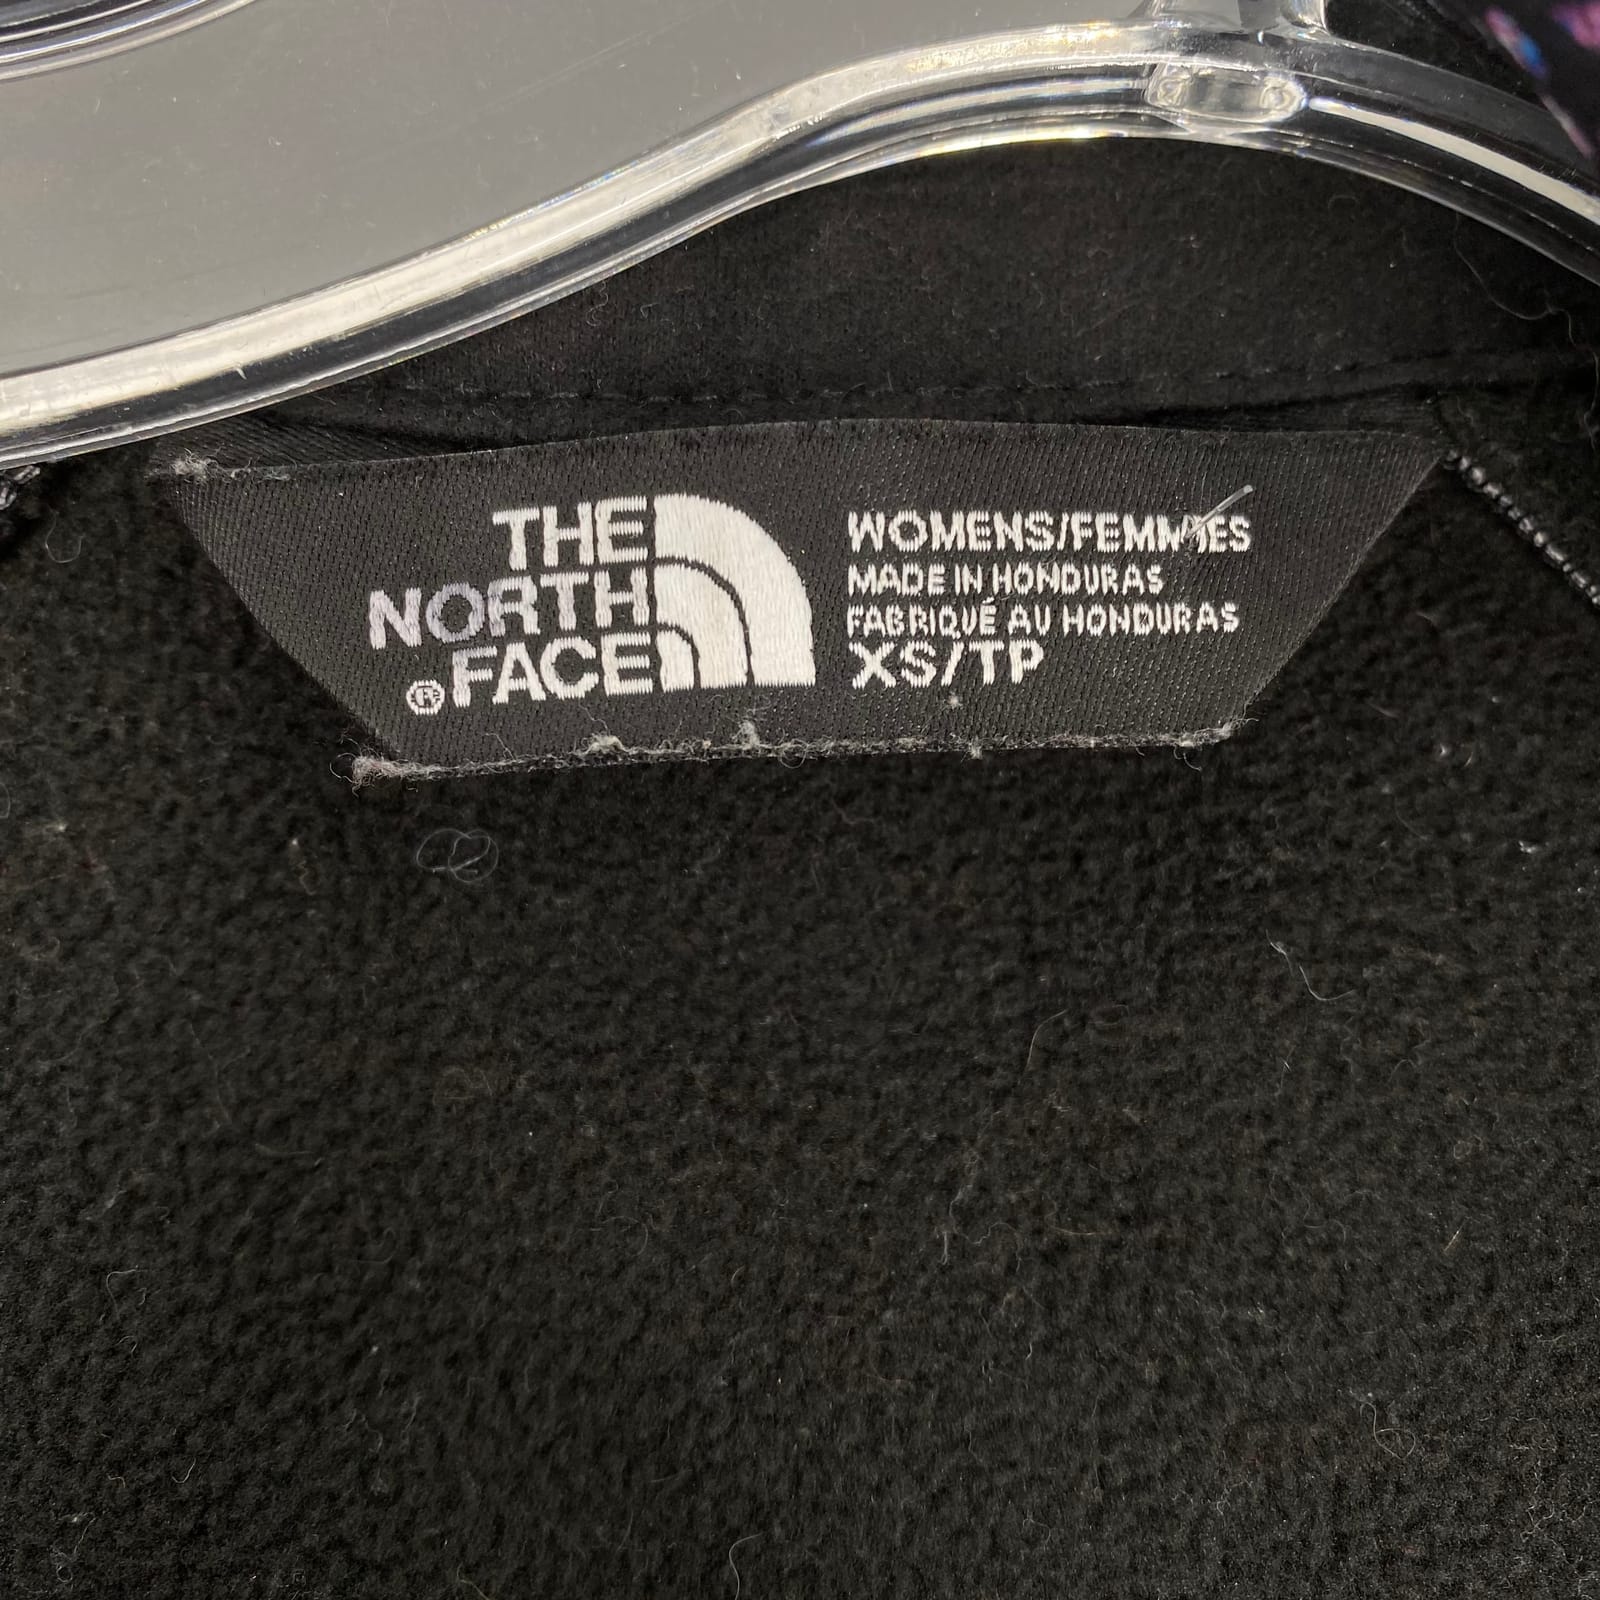 THE
NORTH
®FACE
WOMENS/FEMMES
MADE IN HONDURAS
FABRIQUÉ AU HONDURAS
XS/TP